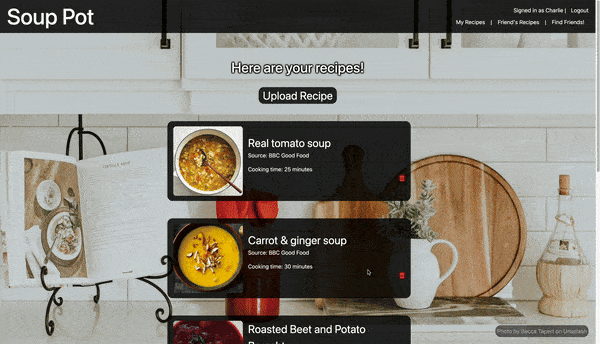 Soup Pot
Signed in as Charlie | Logout
My Recipes | Friend's Recipes | Find Friends!
Here are your recipes!
Upload Recipe
Real tomato soup
Source: BBC Good Food
Cooking time: 25 minutes
Carrot & ginger soup
Source: BBC Good Food
Cooking time: 30 minutes
Roasted Beet and Potato
Photo by Becca Tapert on Unsplash